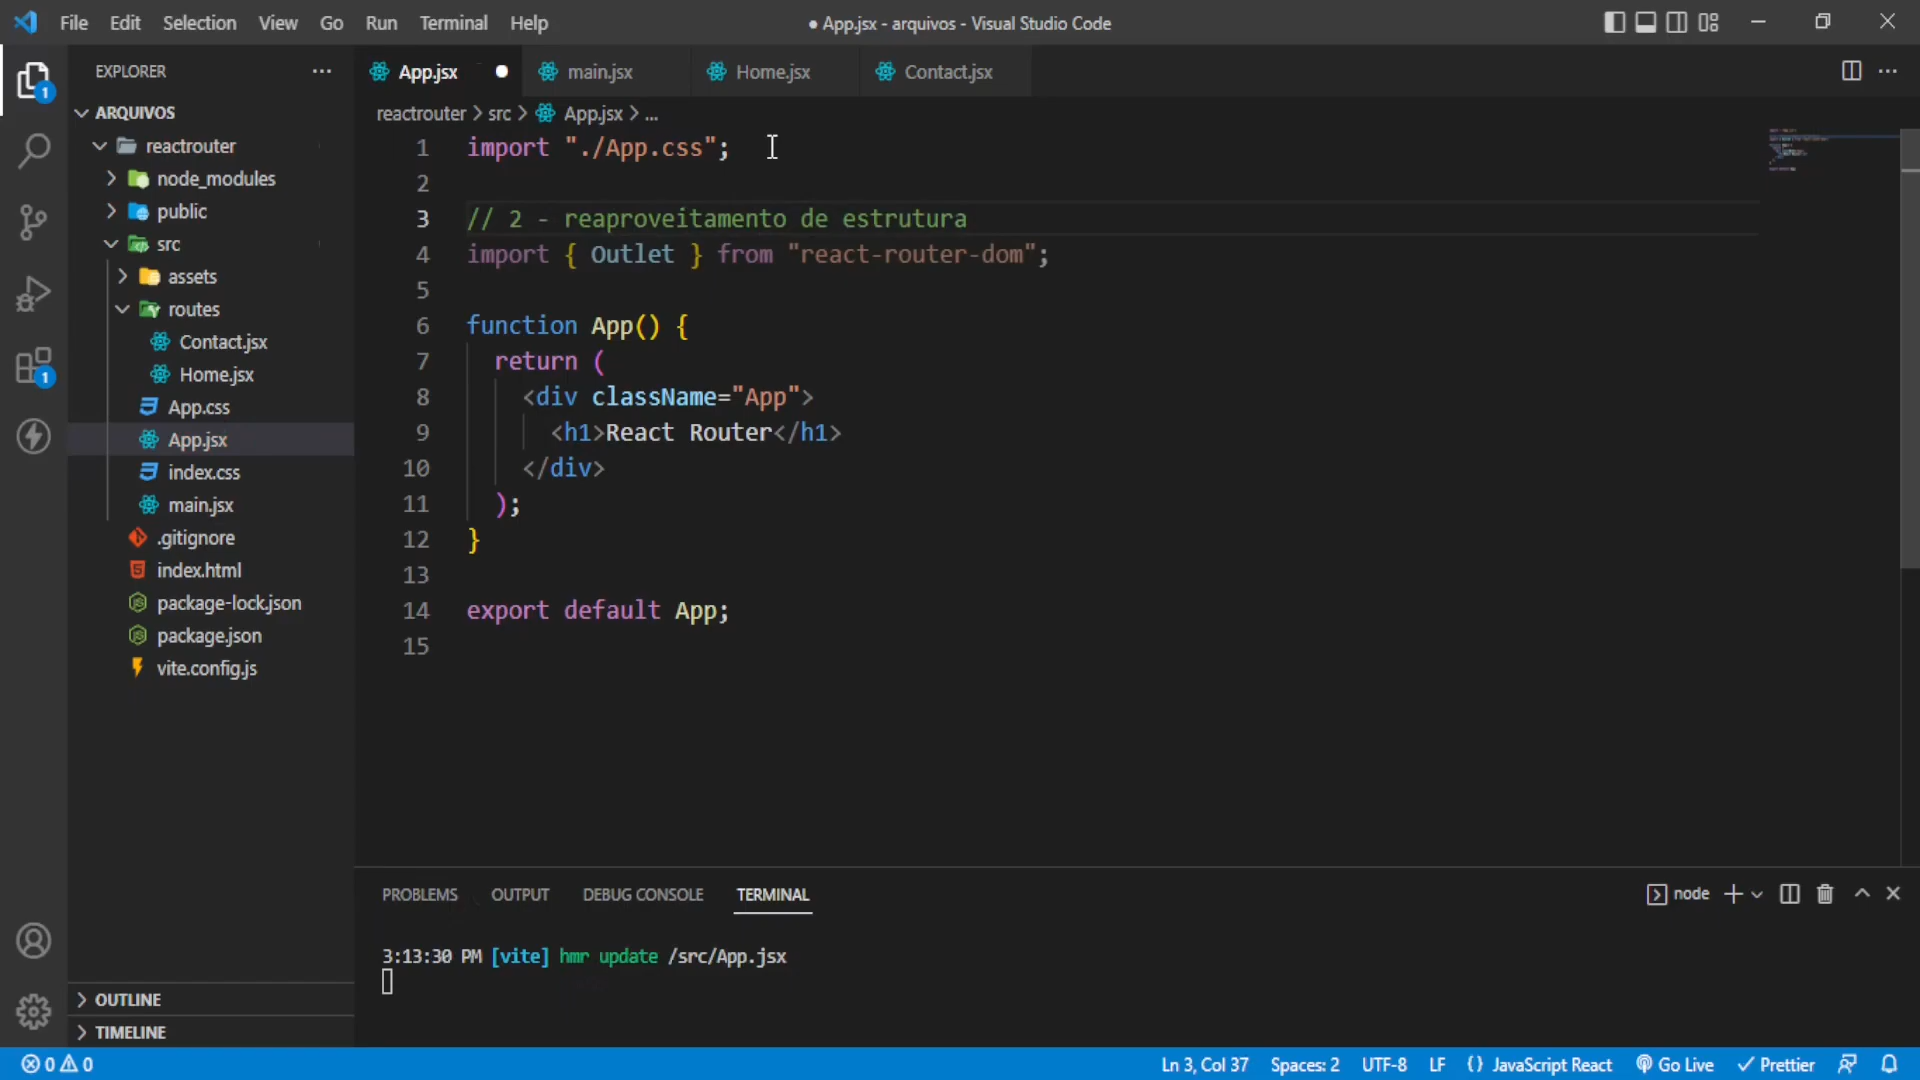 File Edit Selection View Go Run Terminal Help
● App.jsx - arquivos - Visual Studio Code
EXPLORER
ARQUIVOS
reactrouter
node_modules
public
src
assets
routes
Contact.jsx
Home.jsx
App.css
App.jsx
index.css
main.jsx
.gitignore
index.html
package-lock.json
package.json
vite.config.js
OUTLINE
TIMELINE
1
1
App.jsx main.jsx Home.jsx Contact.jsx
reactrouter > src > App.jsx > ...
1 import "./App.css";
2
3 // 2 - reaproveitamento de estrutura
4 import { Outlet } from "react-router-dom";
5
6 function App() {
7 return (
8 <div className="App">
9 <h1>React Router</h1>
10 </div>
11 );
12 }
13
14 export default App;
15
PROBLEMS OUTPUT DEBUG CONSOLE TERMINAL
node
3:13:30 PM [vite] hmr update /src/App.jsx
0 0
Ln 3, Col 37 Spaces: 2 UTF-8 LF {} JavaScript React Go Live Prettier